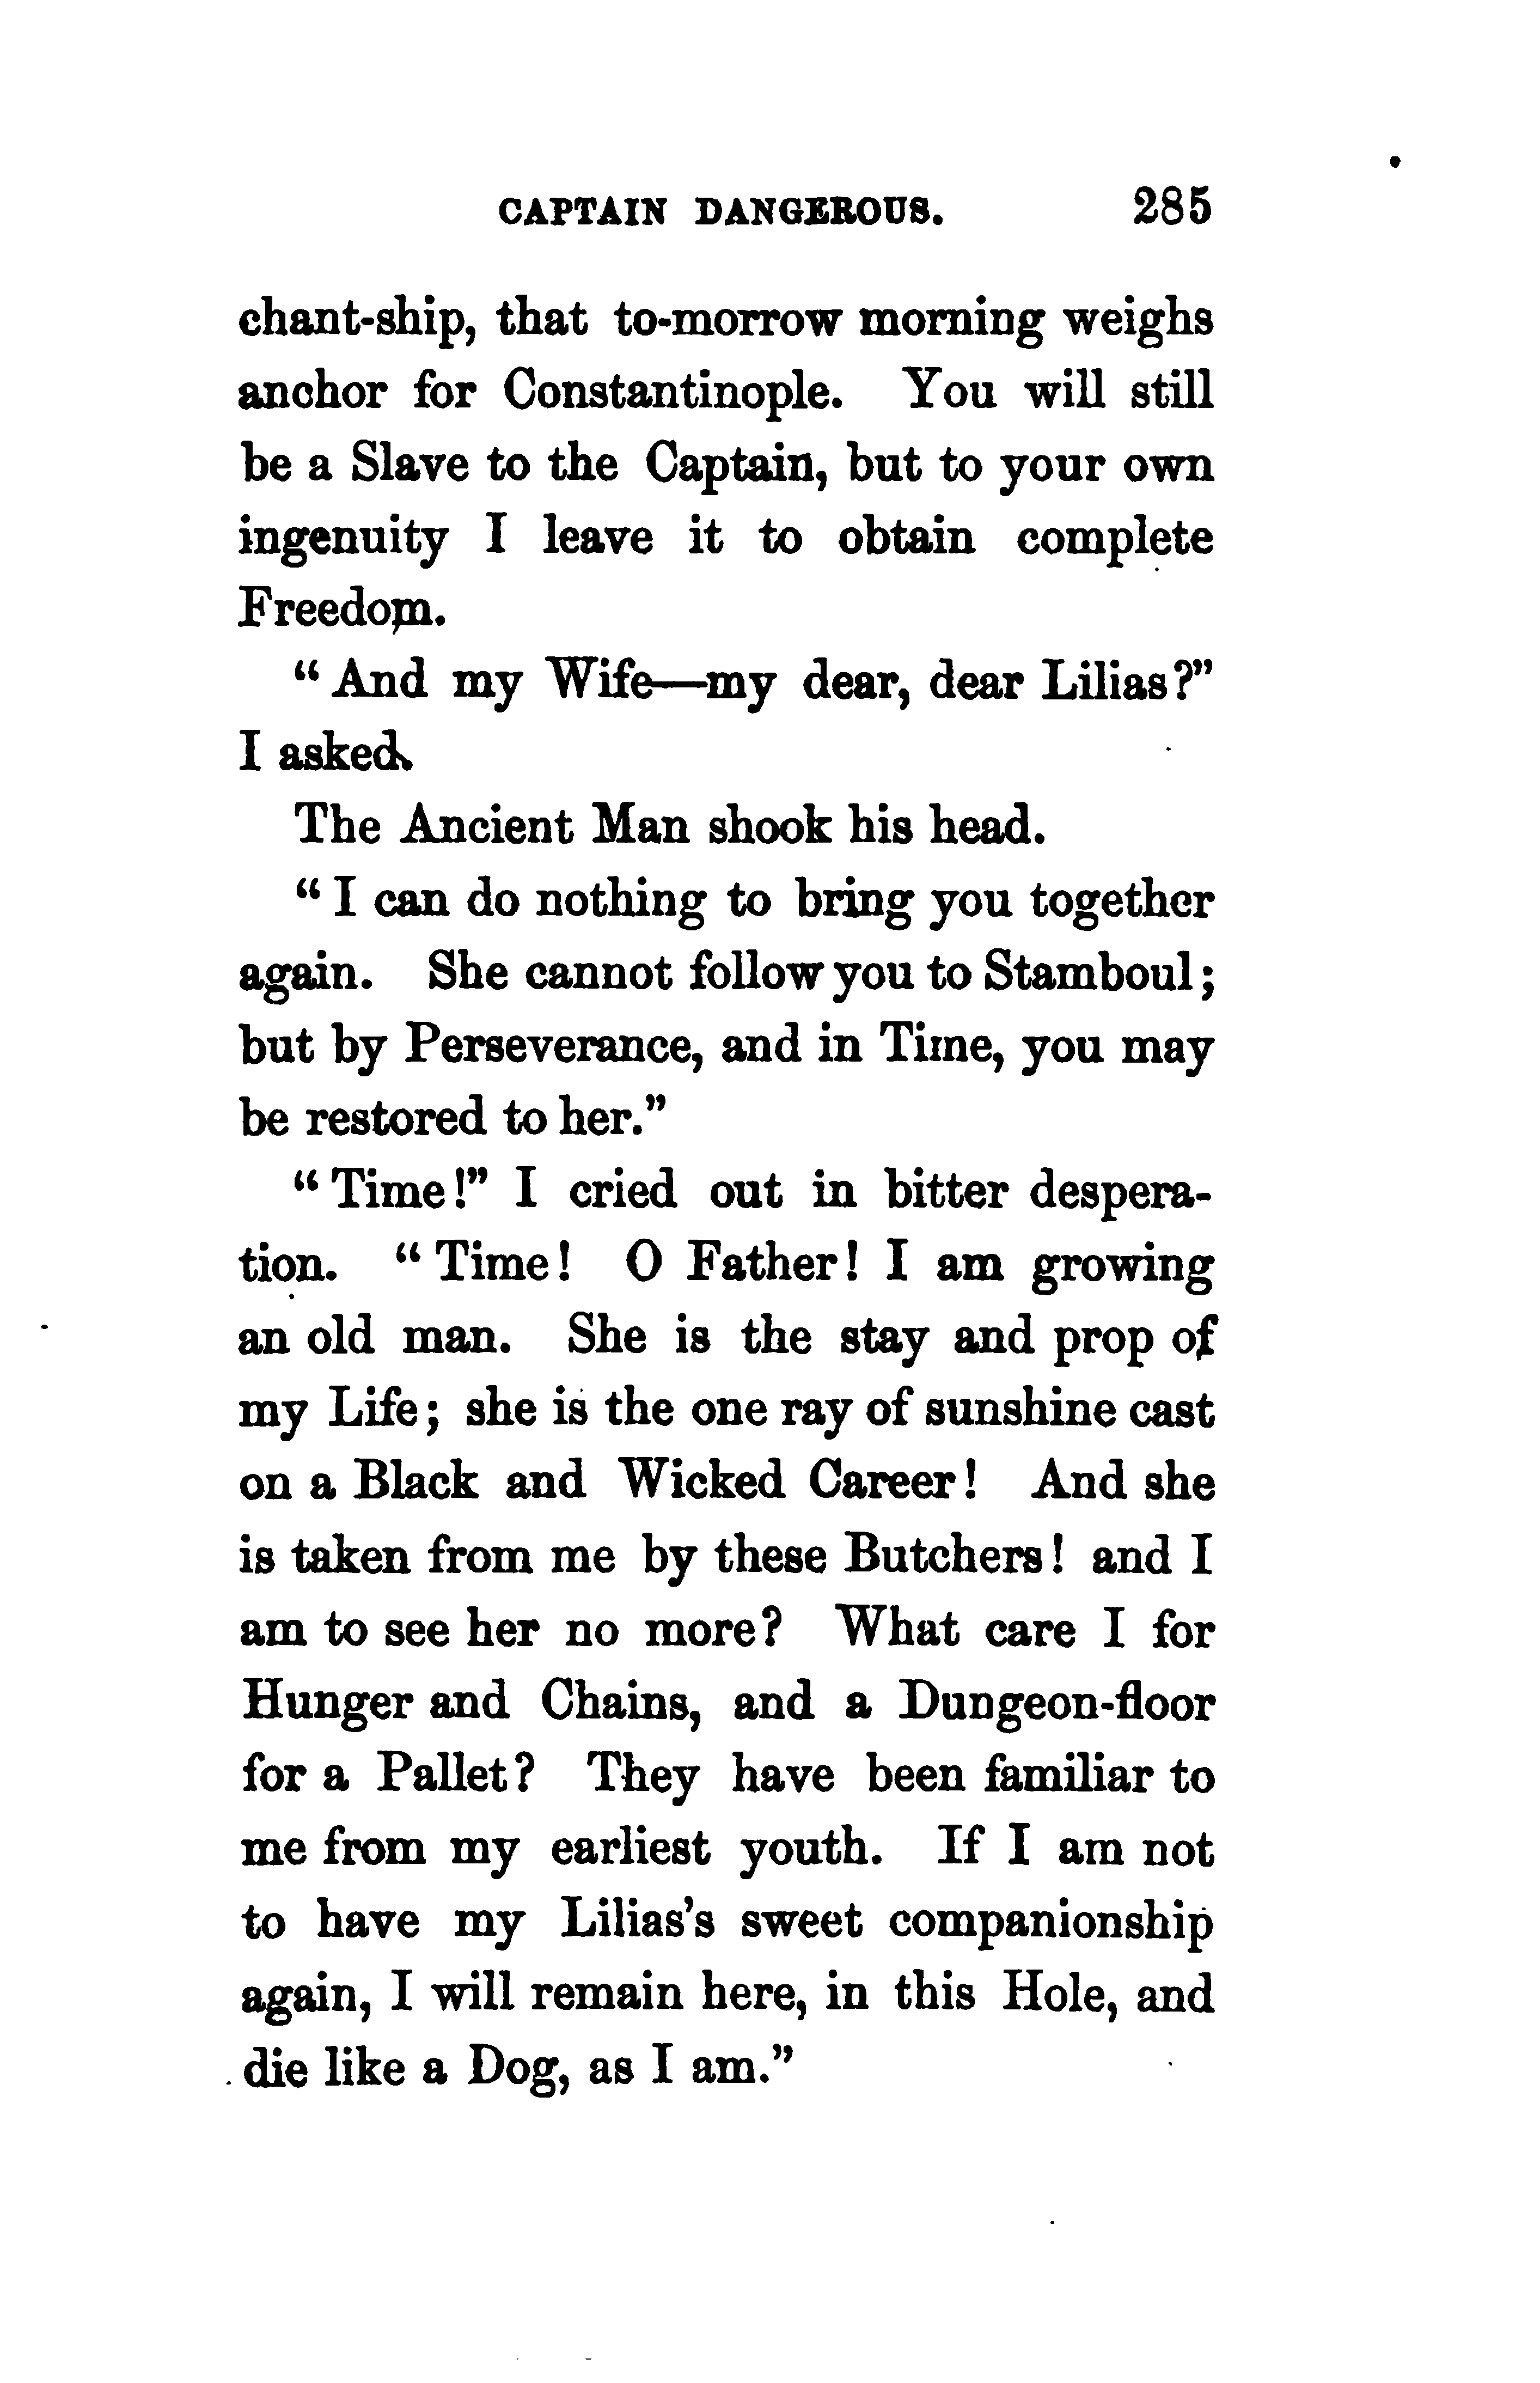 CAPTAIN DANGEROUS. 285
chant-ship, that to-morrow morning weighs
anchor for Constantinople. You will still
be a Slave to the Captain, but to your own
ingenuity I leave it to obtain complete
Freedom.
“And my Wife—my dear, dear Lilias?”
I asked.
The Ancient Man shook his head.
“I can do nothing to bring you together
again. She cannot follow you to Stamboul;
but by Perseverance, and in Time, you may
be restored to her.”
“Time!” I cried out in bitter despera-
tion. “Time! O Father! I am growing
an old man. She is the stay and prop of
my Life; she is the one ray of sunshine cast
on a Black and Wicked Career! And she
is taken from me by these Butchers! and I
am to see her no more? What care I for
Hunger and Chains, and a Dungeon-floor
for a Pallet? They have been familiar to
me from my earliest youth. If I am not
to have my Lilias’s sweet companionship
again, I will remain here, in this Hole, and
die like a Dog, as I am.”